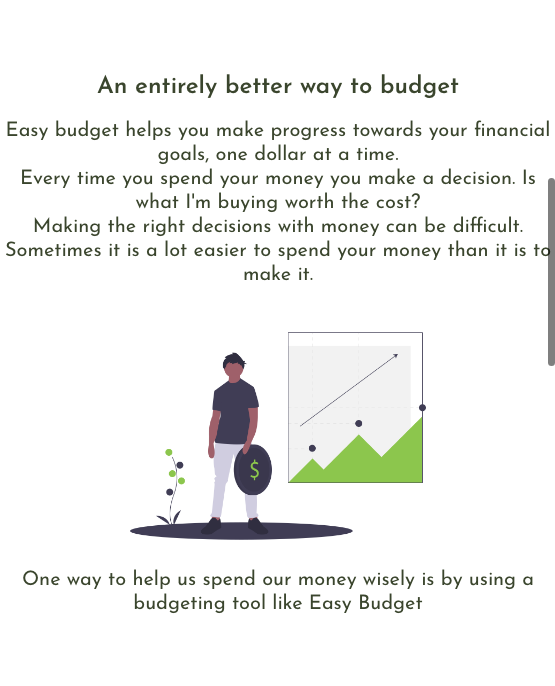 An entirely better way to budget
Easy budget helps you make progress towards your financial
goals, one dollar at a time.
Every time you spend your money you make a decision. Is
what I'm buying worth the cost?
Making the right decisions with money can be difficult.
Sometimes it is a lot easier to spend your money than it is to
make it.
$
One way to help us spend our money wisely is by using a
budgeting tool like Easy Budget